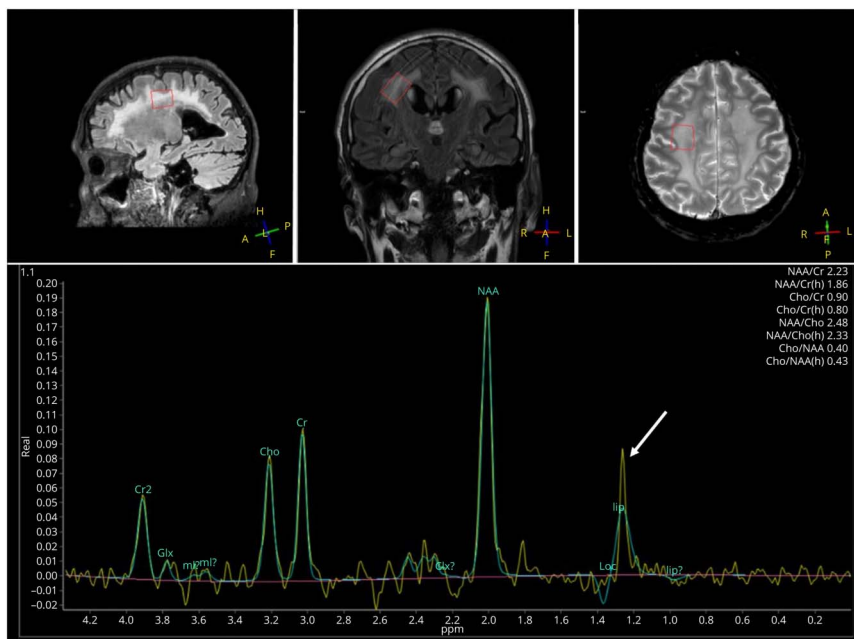 H
P
L
A
F
H
R
A
L
F
A
R
F
L
P
1.1
0.20
0.19
0.18
0.17
0.16
0.15
0.14
0.13
0.12
0.11
0.10
0.09
0.08
0.07
0.06
0.05
0.04
0.03
0.02
0.01
0.00
−0.01
−0.02
Real
NAA/Cr 2.23
NAA/Cr(h) 1.86
Cho/Cr 0.90
Cho/Cr(h) 0.80
NAA/Cho 2.48
NAA/Cho(h) 2.33
Cho/NAA 0.40
Cho/NAA(h) 0.43
NAA
Cr
Cho
Cr2
lip
Glx
mI?
Glx?
lip?
4.2 4.0 3.8 3.6 3.4 3.2 3.0 2.8 2.6 2.4 2.2 2.0 1.8 1.6 1.4 1.2 1.0 0.8 0.6 0.4 0.2 0.0
ppm